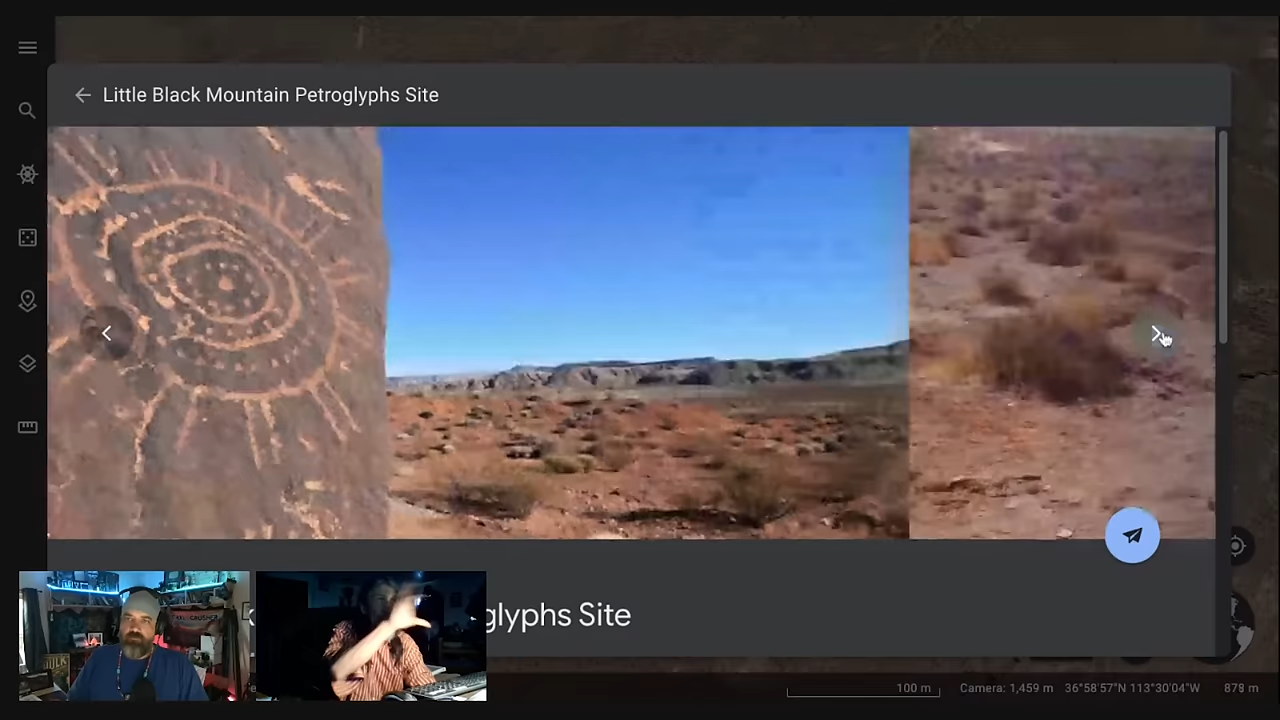 Little Black Mountain Petroglyphs Site
glyphs Site
100 m
Camera: 1,459 m
36°58'57"N 113°30'04"W
879 m